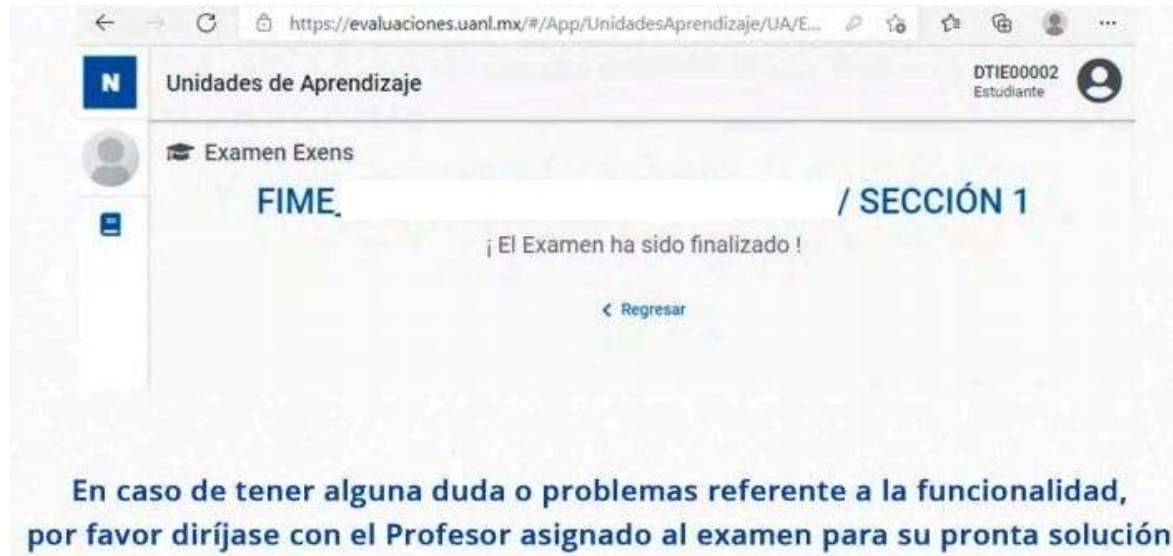 https://evaluaciones.uanl.mx/#/App/UnidadesAprendizaje/UA/E...
N
Unidades de Aprendizaje
DTIE00002
Estudiante
Examen Exens
FIME_ / SECCIÓN 1
¡ El Examen ha sido finalizado !
< Regresar
En caso de tener alguna duda o problemas referente a la funcionalidad,
por favor diríjase con el Profesor asignado al examen para su pronta solución